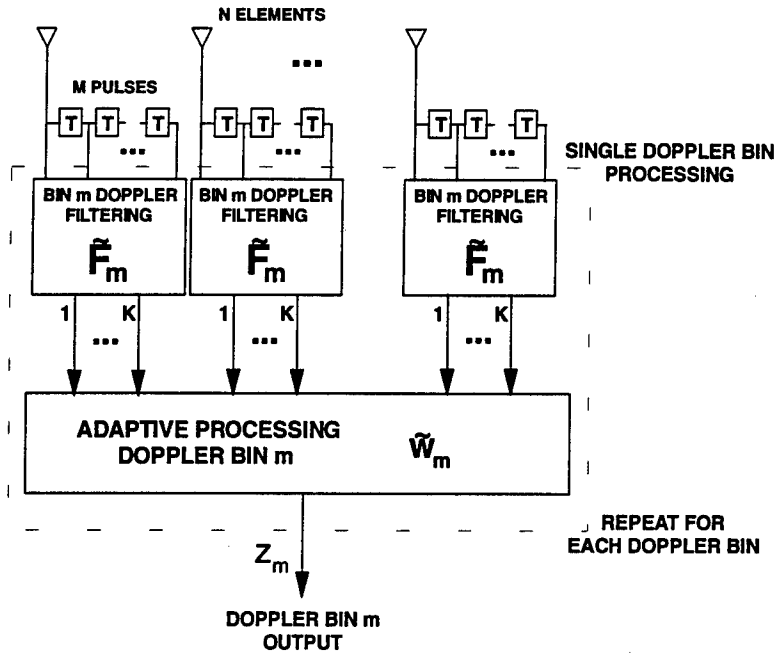 N ELEMENTS
...
M PULSES
T T T T T T T T T
... ... ...
SINGLE DOPPLER BIN
PROCESSING
BIN m DOPPLER
FILTERING
F̃m
BIN m DOPPLER
FILTERING
F̃m
BIN m DOPPLER
FILTERING
F̃m
1 K 1 K 1 K
... ... ...
ADAPTIVE PROCESSING
DOPPLER BIN m
w̃m
REPEAT FOR
EACH DOPPLER BIN
Zm
DOPPLER BIN m
OUTPUT